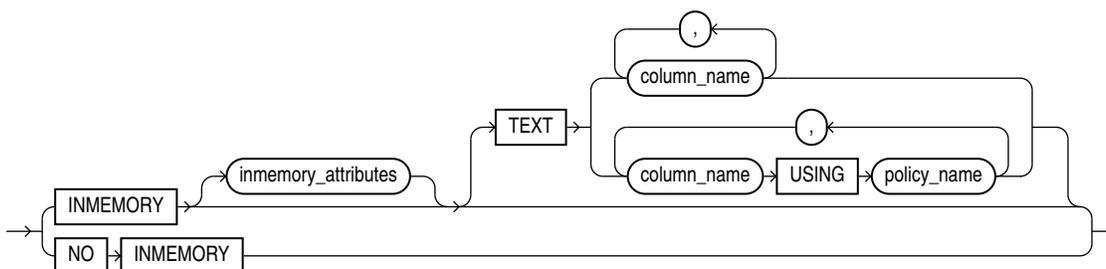 ,
column_name
TEXT
,
column_name USING policy_name
inmemory_attributes
INMEMORY
NO INMEMORY